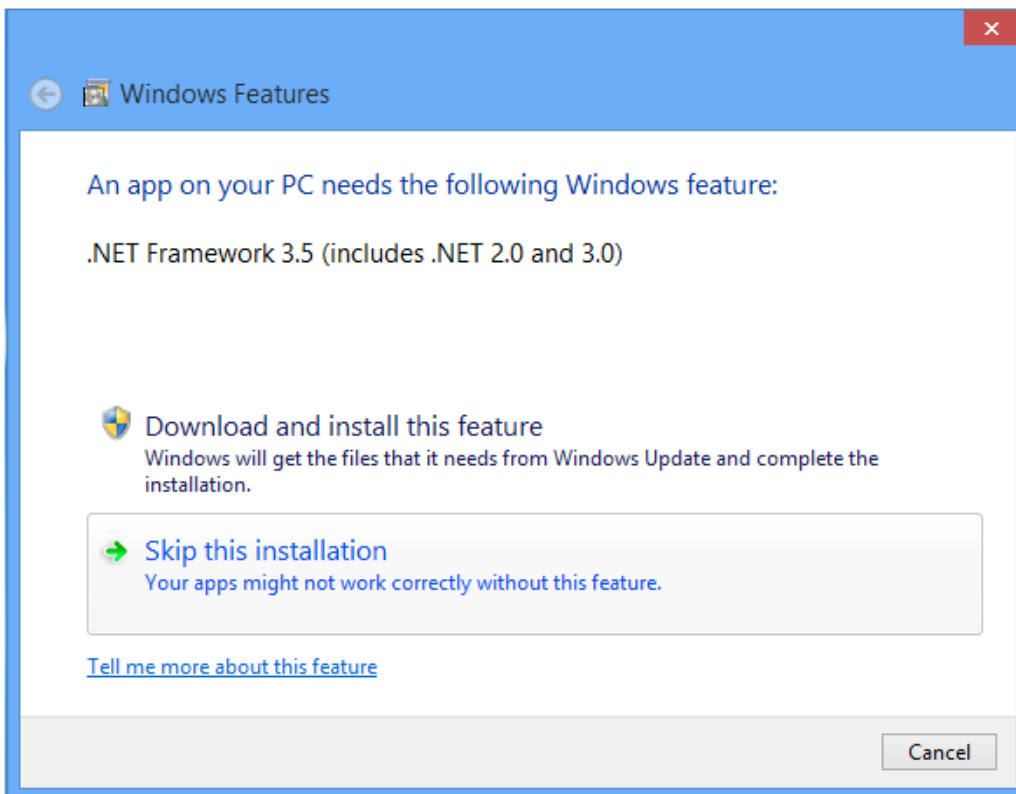 Windows Features
An app on your PC needs the following Windows feature:
.NET Framework 3.5 (includes .NET 2.0 and 3.0)
Download and install this feature
Windows will get the files that it needs from Windows Update and complete the
installation.
Skip this installation
Your apps might not work correctly without this feature.
Tell me more about this feature
Cancel